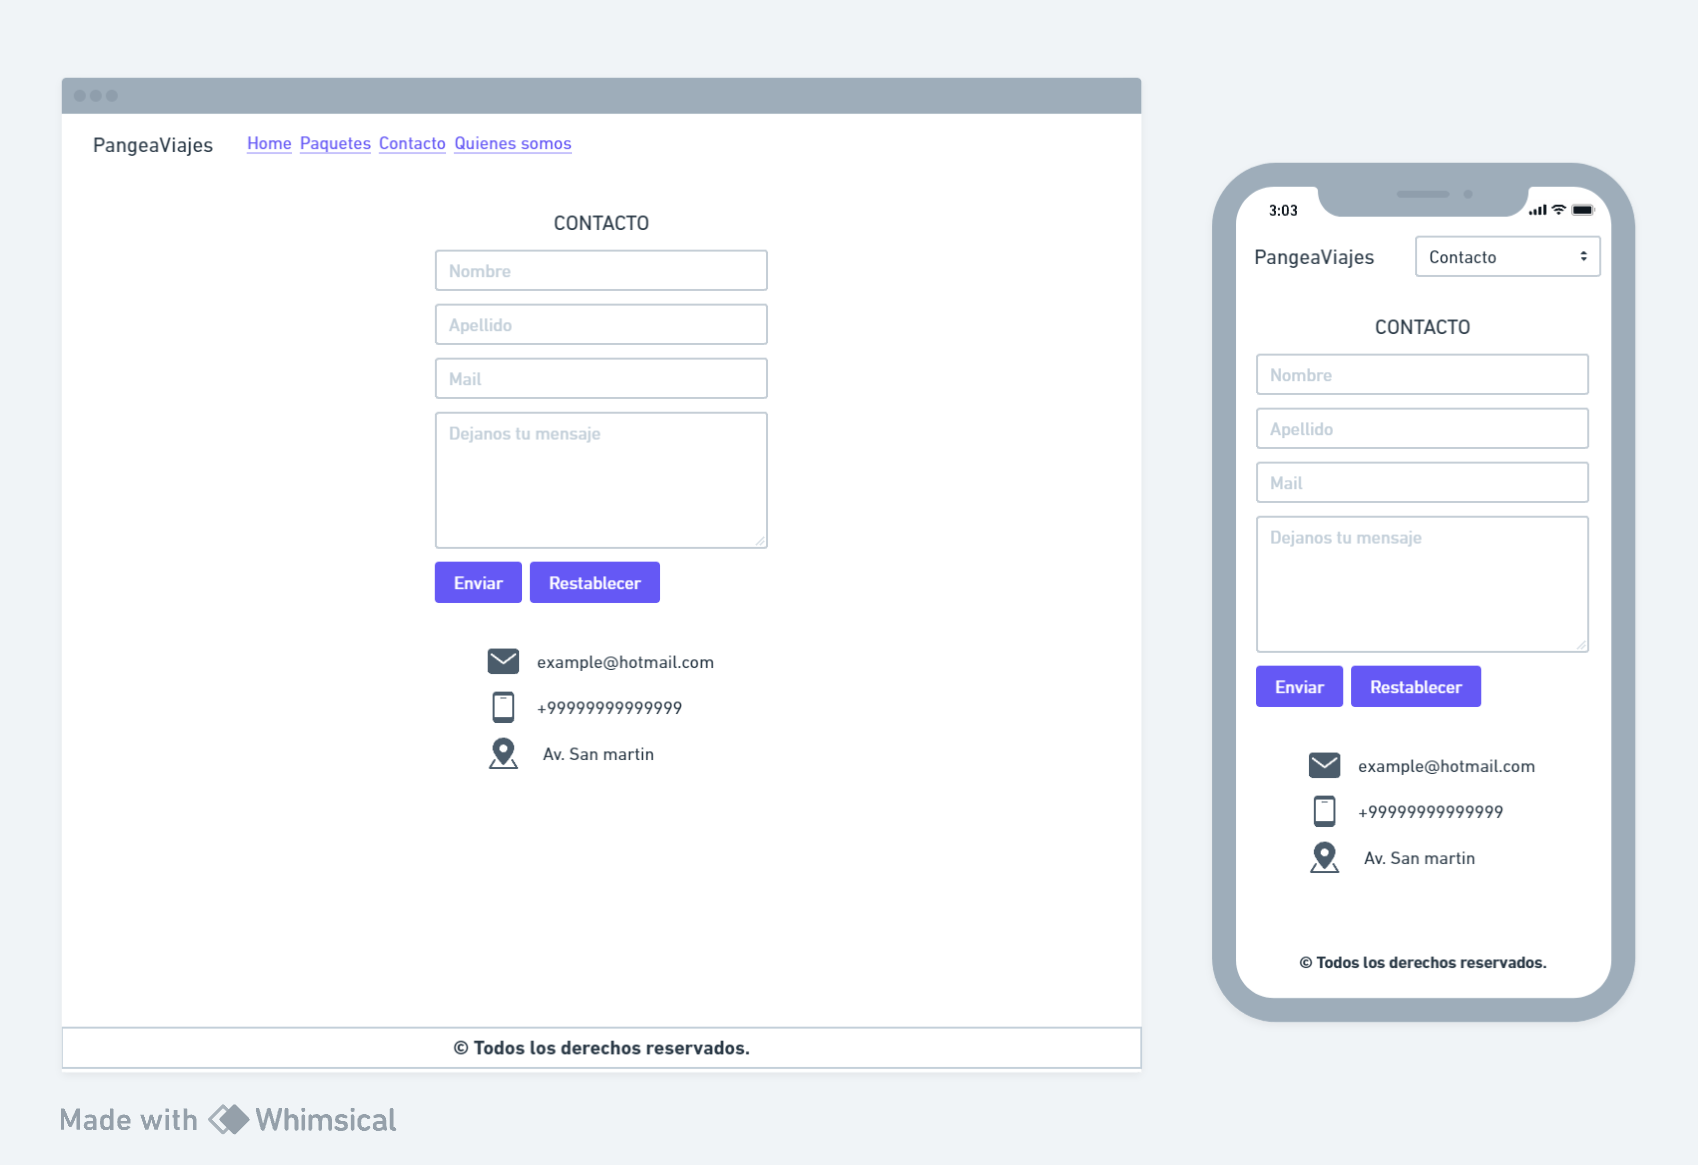 PangeaViajes Home Paquetes Contacto Quienes somos
CONTACTO
Nombre
Apellido
Mail
Dejanos tu mensaje
Enviar Restablecer
example@hotmail.com
+99999999999999
Av. San martin
© Todos los derechos reservados.
3:03
PangeaViajes Contacto
CONTACTO
Nombre
Apellido
Mail
Dejanos tu mensaje
Enviar Restablecer
example@hotmail.com
+99999999999999
Av. San martin
© Todos los derechos reservados.
Made with Whimsical